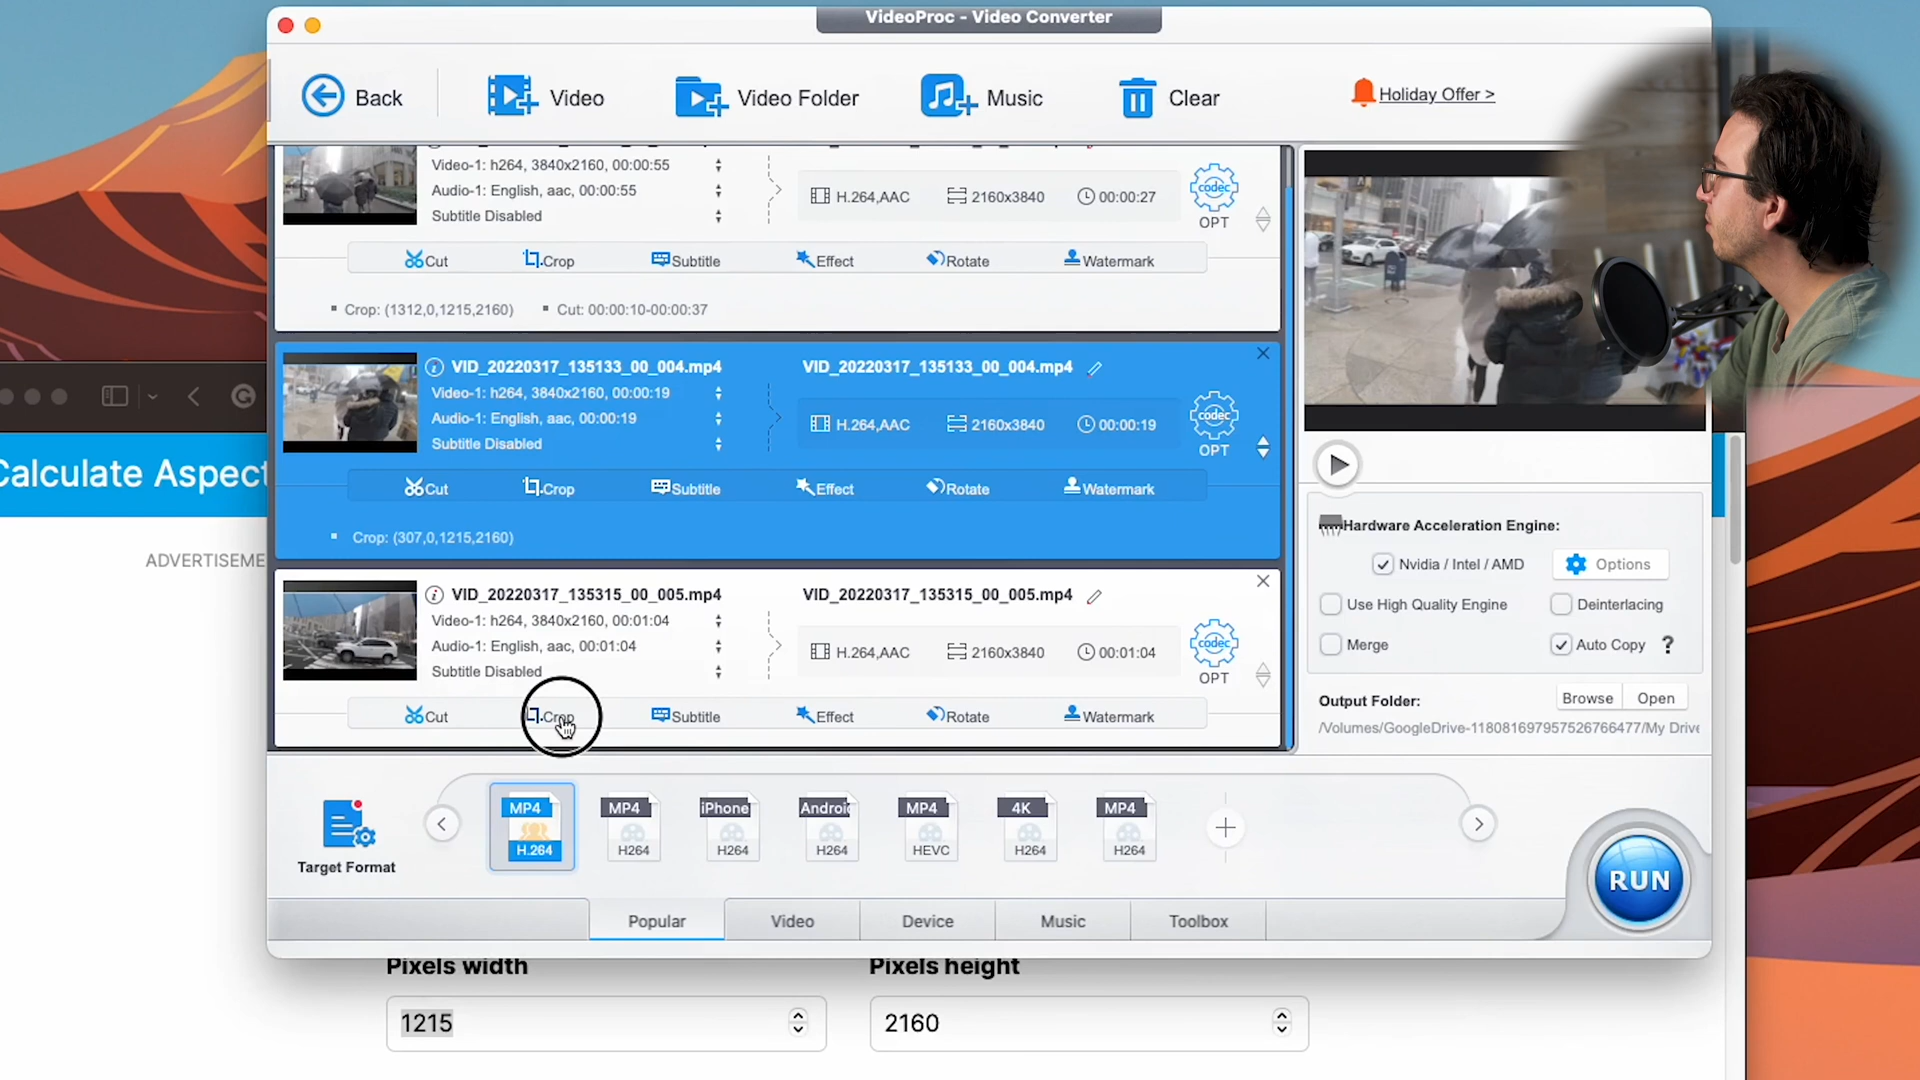 VideoProc - Video Converter
Back
Video
Video Folder
Music
Clear
Holiday Offer >
Video-1: h264, 3840x2160, 00:00:55
Audio-1: English, aac, 00:00:55
Subtitle Disabled
H.264,AAC
2160x3840
00:00:27
codec
OPT
Cut
Crop
Subtitle
Effect
Rotate
Watermark
Crop: (1312,0,1215,2160)
Cut: 00:00:10-00:00:37
VID_20220317_135133_00_004.mp4
VID_20220317_135133_00_004.mp4
Video-1: h264, 3840x2160, 00:00:19
Audio-1: English, aac, 00:00:19
Subtitle Disabled
H.264,AAC
2160x3840
00:00:19
codec
OPT
Cut
Crop
Subtitle
Effect
Rotate
Watermark
Crop: (307,0,1215,2160)
VID_20220317_135315_00_005.mp4
VID_20220317_135315_00_005.mp4
Video-1: h264, 3840x2160, 00:01:04
Audio-1: English, aac, 00:01:04
Subtitle Disabled
H.264,AAC
2160x3840
00:01:04
codec
OPT
Cut
Crop
Subtitle
Effect
Rotate
Watermark
Hardware Acceleration Engine:
Nvidia / Intel / AMD
Options
Use High Quality Engine
Deinterlacing
Merge
Auto Copy ?
Output Folder:
Browse
Open
/Volumes/GoogleDrive-118081697957526766477/My Drive
Target Format
MP4
H.264
MP4
H264
iPhone
H264
Android
H264
MP4
HEVC
4K
H264
MP4
H264
RUN
Popular
Video
Device
Music
Toolbox
Calculate Aspect
ADVERTISEME
Pixels width
Pixels height
1215
2160